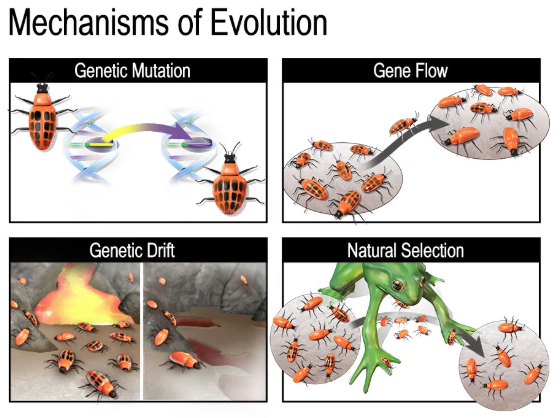 Mechanisms of Evolution
Genetic Mutation
Gene Flow
Genetic Drift
Natural Selection